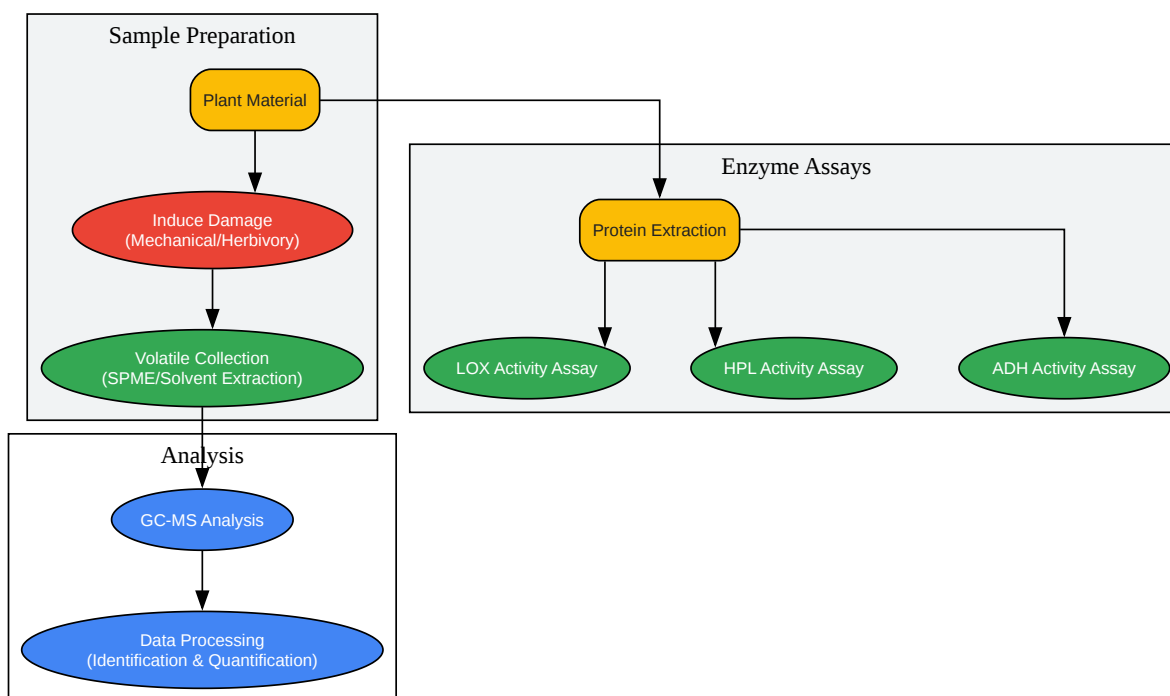 Sample Preparation
Plant Material
Induce Damage
(Mechanical/Herbivory)
Volatile Collection
(SPME/Solvent Extraction)
Enzyme Assays
Protein Extraction
LOX Activity Assay
HPL Activity Assay
ADH Activity Assay
Analysis
GC-MS Analysis
Data Processing
(Identification & Quantification)